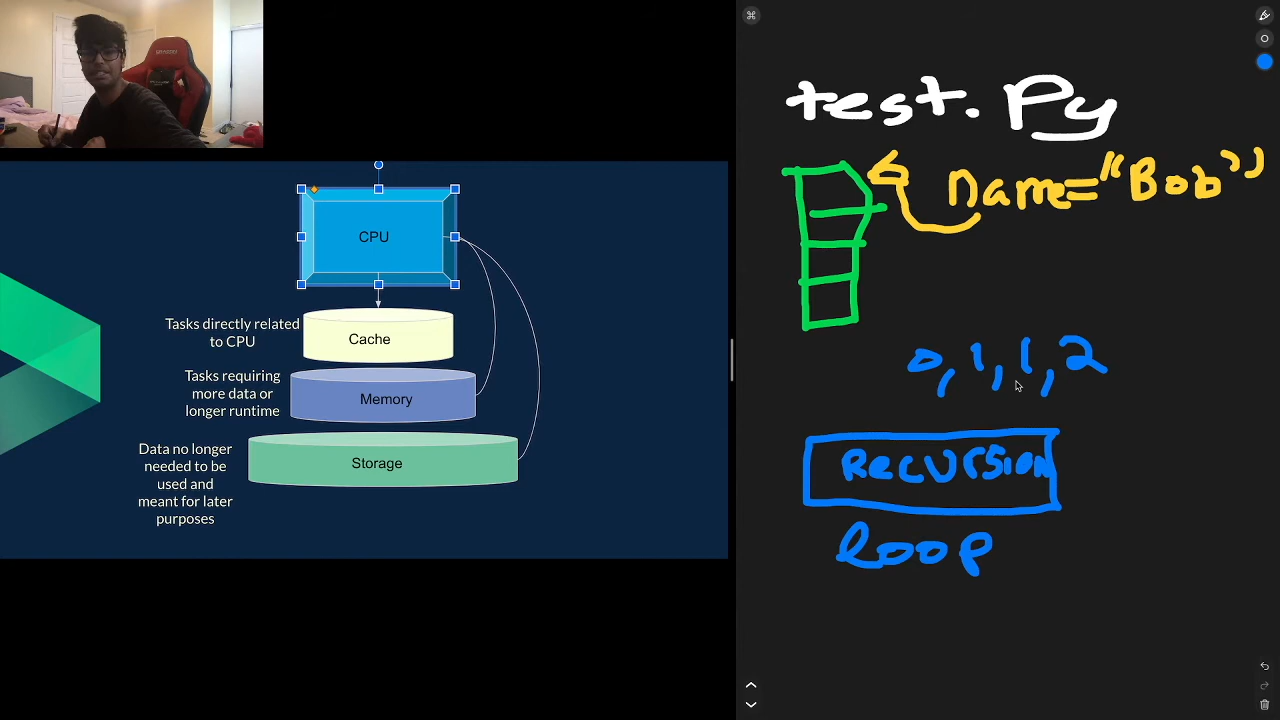 CPU
Tasks directly related
to CPU
Cache
Tasks requiring
more data or
longer runtime
Memory
Data no longer
needed to be
used and
meant for later
purposes
Storage
test.Py
name="Bob"
0,1,1,2
RecURSION
loop